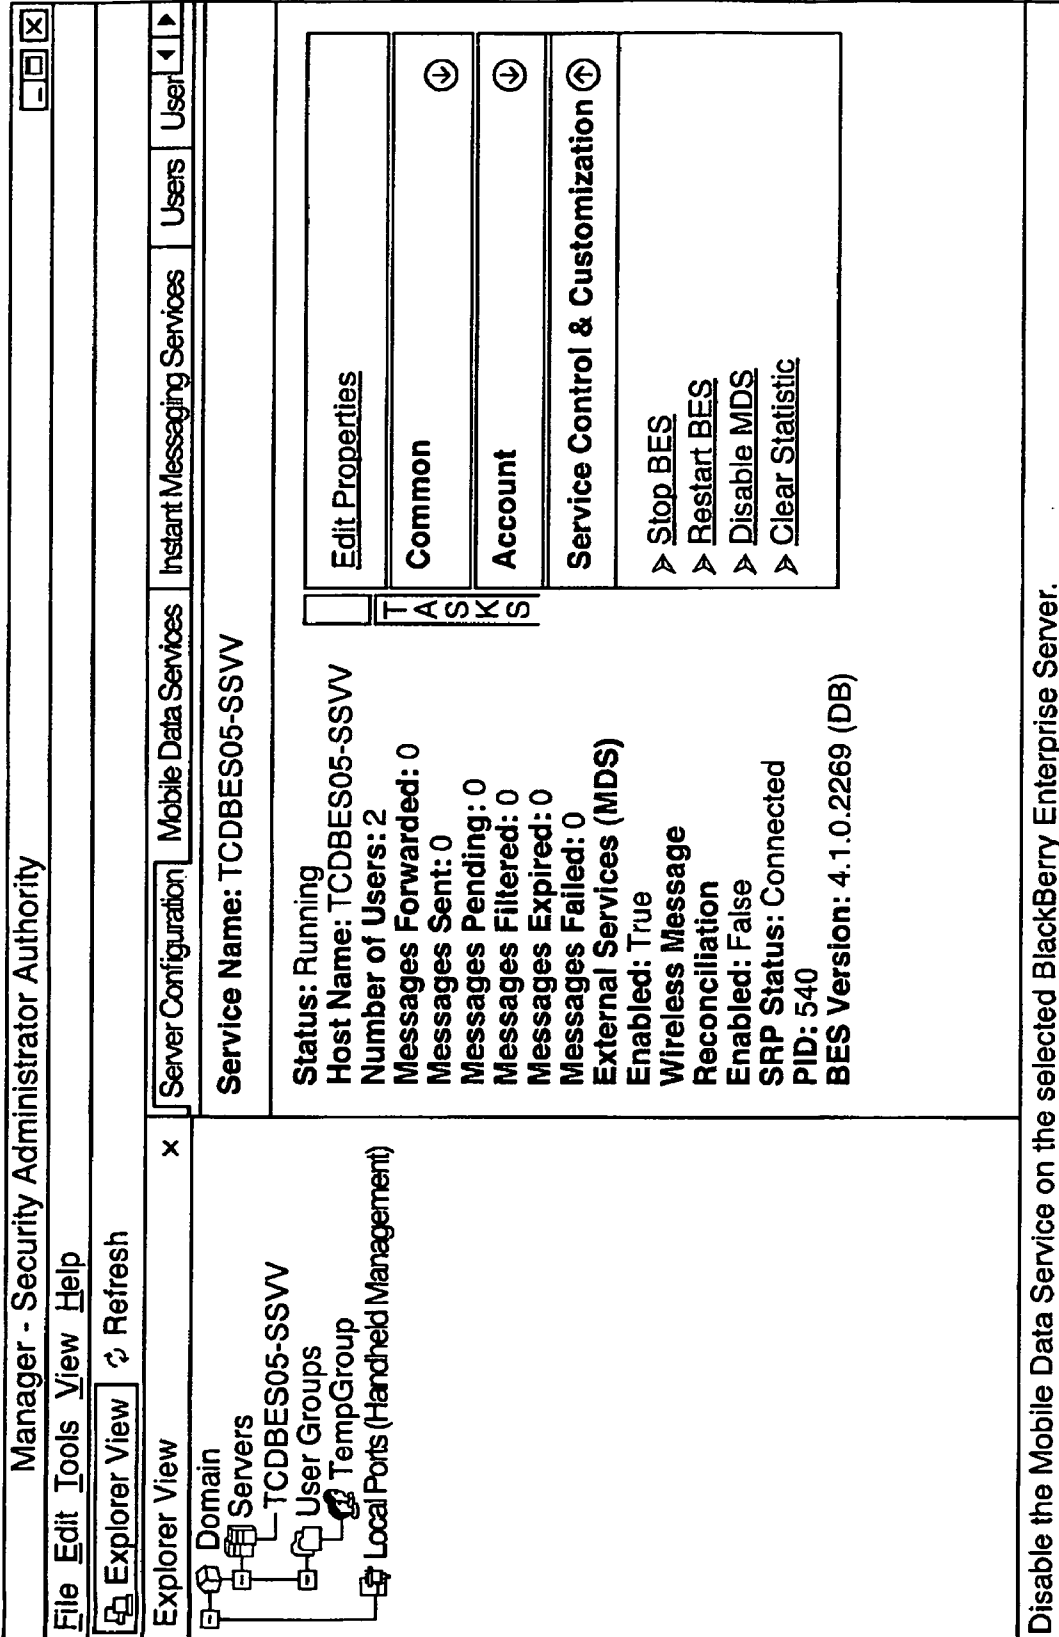 Manager - Security Administrator Authority
File Edit Tools View Help
Explorer View Refresh
Explorer View ×
Domain
Servers
TCDBES05-SSVV
User Groups
TempGroup
Local Ports (Handheld Management)
Server Configuration Mobile Data Services Instant Messaging Services Users User
Service Name: TCDBES05-SSVV
Status: Running
Host Name: TCDBES05-SSVV
Number of Users: 2
Messages Forwarded: 0
Messages Sent: 0
Messages Pending: 0
Messages Filtered: 0
Messages Expired: 0
Messages Failed: 0
External Services (MDS)
Enabled: True
Wireless Message
Reconciliation
Enabled: False
SRP Status: Connected
PID: 540
BES Version: 4.1.0.2269 (DB)
TASKS
Edit Properties
Common
Account
Service Control & Customization
Stop BES
Restart BES
Disable MDS
Clear Statistic
Disable the Mobile Data Service on the selected BlackBerry Enterprise Server.